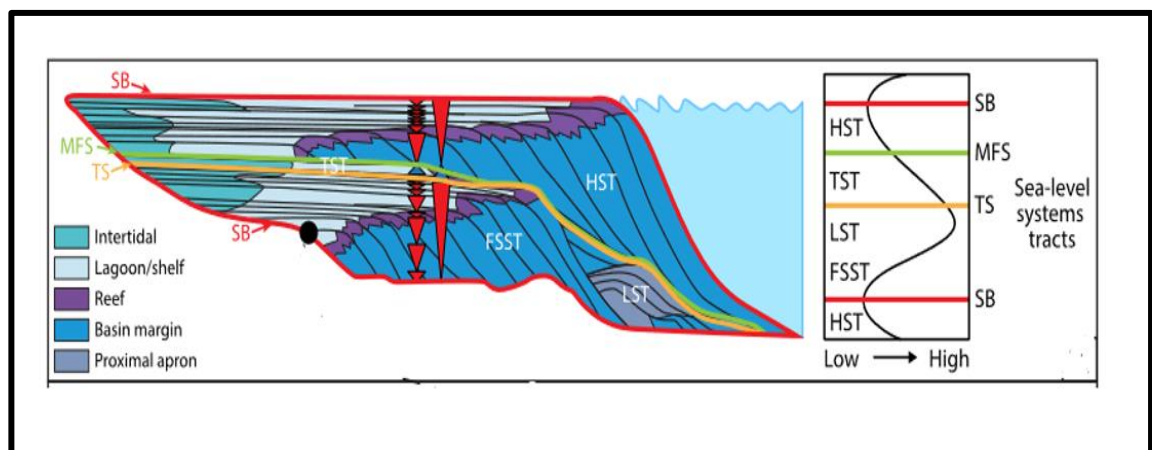 SB
MFS
TS
TST
HST
SB
FSST
LST
Intertidal
Lagoon/shelf
Reef
Basin margin
Proximal apron
SB
HST
MFS
TST
TS
LST
FSST
SB
HST
Low
High
Sea-level
systems
tracts